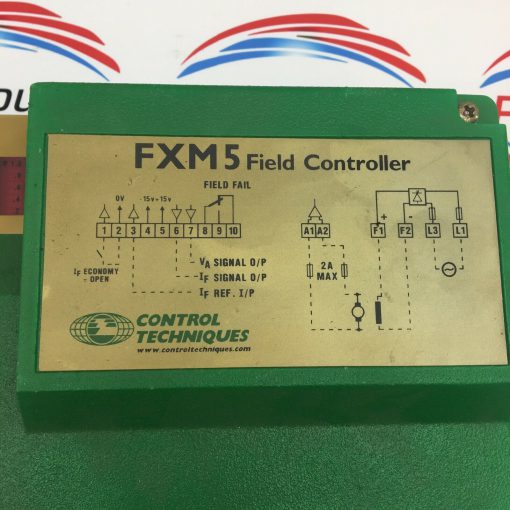 FXM5 Field Controller
FIELD FAIL
0V -15v +15v
1 2 3 4 5 6 7 8 9 10
A1 A2
F1 F2 L3 L1
+ -
IF ECONOMY
- OPEN
VA SIGNAL O/P
IF SIGNAL O/P
IF REF. I/P
2A
MAX
CONTROL
TECHNIQUES
www.controltechniques.com